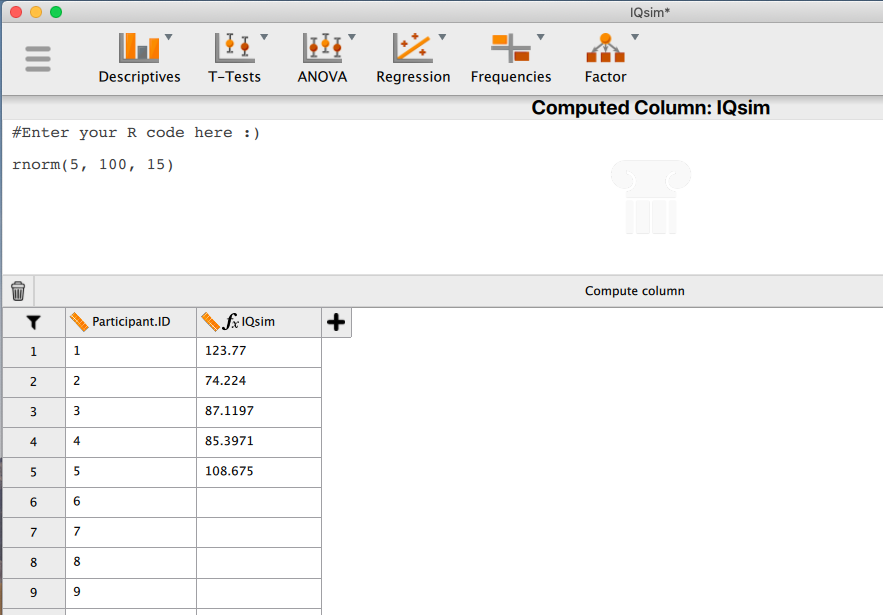 IQsim*
Descriptives T-Tests ANOVA Regression Frequencies Factor
Computed Column: IQsim
#Enter your R code here :)
rnorm(5, 100, 15)
Compute column
Participant.ID fx IQsim
1 1 123.77
2 2 74.224
3 3 87.1197
4 4 85.3971
5 5 108.675
6 6
7 7
8 8
9 9